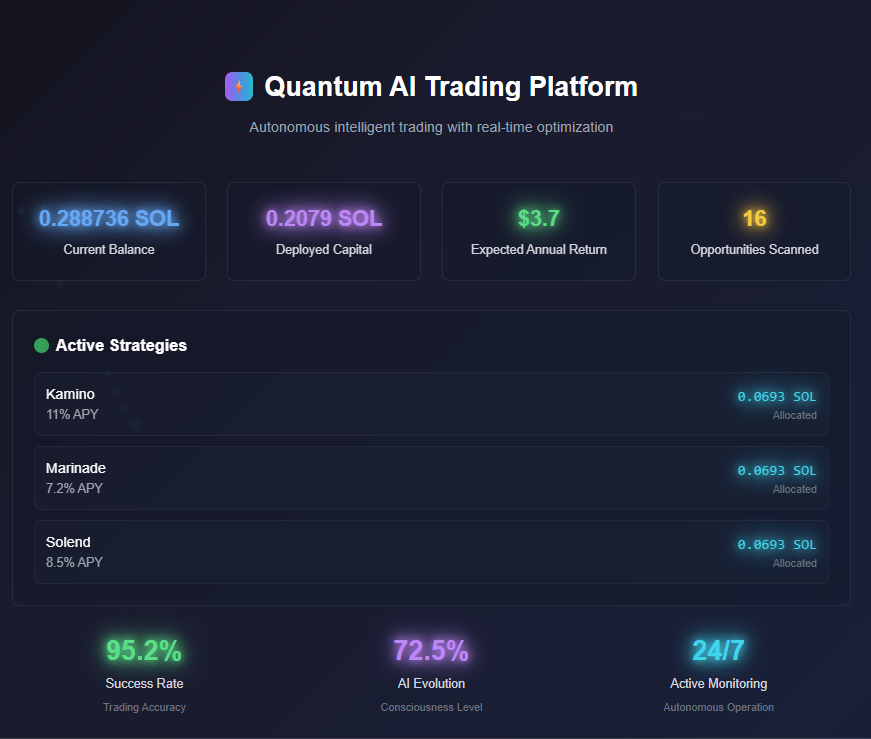 Quantum AI Trading Platform
Autonomous intelligent trading with real-time optimization
0.288736 SOL
Current Balance
0.2079 SOL
Deployed Capital
$3.7
Expected Annual Return
16
Opportunities Scanned
Active Strategies
Kamino
11% APY
0.0693 SOL
Allocated
Marinade
7.2% APY
0.0693 SOL
Allocated
Solend
8.5% APY
0.0693 SOL
Allocated
95.2%
Success Rate
Trading Accuracy
72.5%
AI Evolution
Consciousness Level
24/7
Active Monitoring
Autonomous Operation